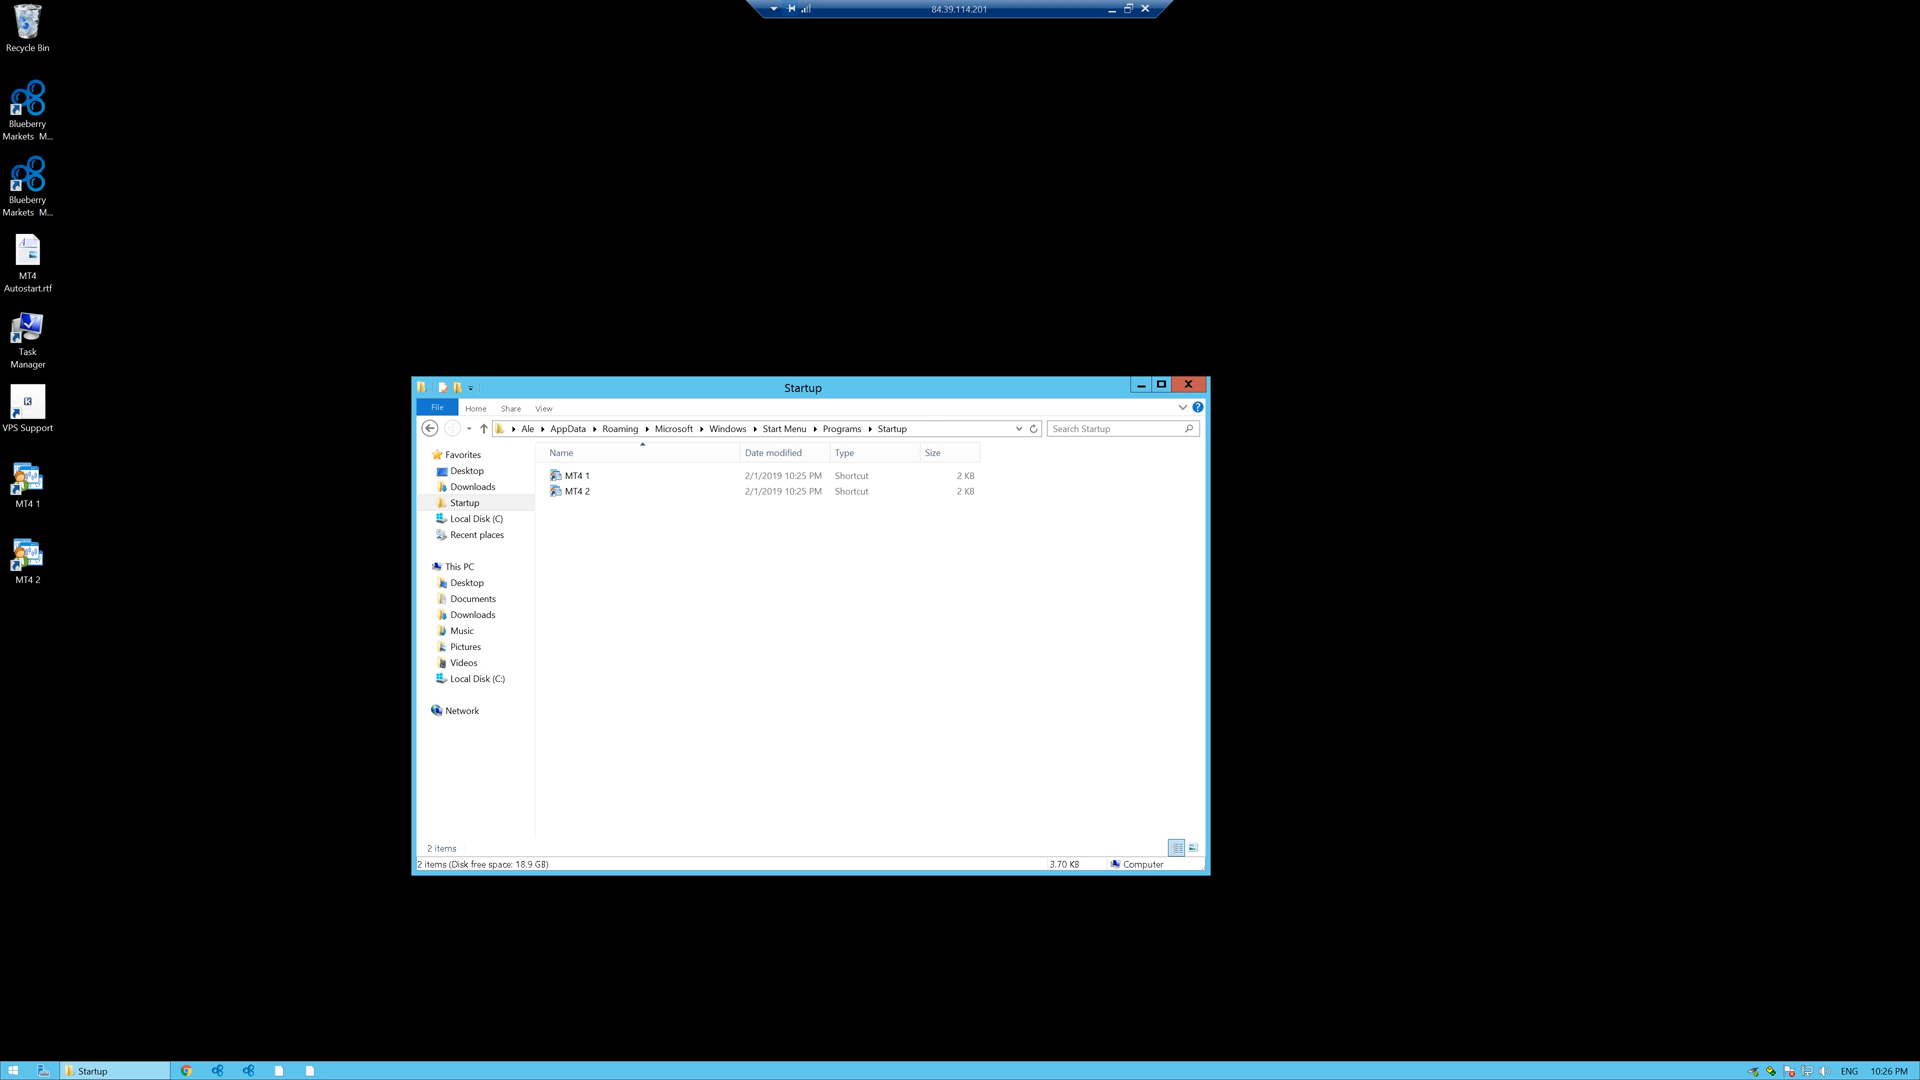 84.39.114.201
Recycle Bin
Blueberry
Markets M...
Blueberry
Markets M...
MT4
Autostart.rtf
Task
Manager
VPS Support
MT4 1
MT4 2
Startup
File Home Share View
Ale AppData Roaming Microsoft Windows Start Menu Programs Startup
Search Startup
Name Date modified Type Size
MT4 1 2/1/2019 10:25 PM Shortcut 2 KB
MT4 2 2/1/2019 10:25 PM Shortcut 2 KB
Favorites
Desktop
Downloads
Startup
Local Disk (C)
Recent places
This PC
Desktop
Documents
Downloads
Music
Pictures
Videos
Local Disk (C:)
Network
2 items
2 items (Disk free space: 18.9 GB) 3.70 KB Computer
Startup
ENG 10:26 PM